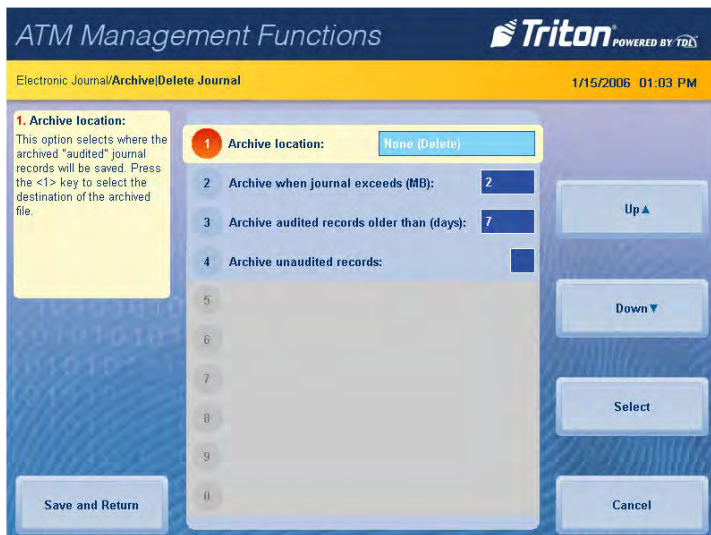 ATM Management Functions
Triton POWERED BY TDL
Electronic Journal/Archive|Delete Journal
1/15/2006 01:03 PM
1. Archive location:
This option selects where the
archived "audited" journal
records will be saved. Press
the <1> key to select the
destination of the archived
file.
1 Archive location: None (Delete)
2 Archive when journal exceeds (MB): 2
3 Archive audited records older than (days): 7
4 Archive unaudited records:
5
6
7
8
9
0
Up▲
Down▼
Select
Save and Return
Cancel